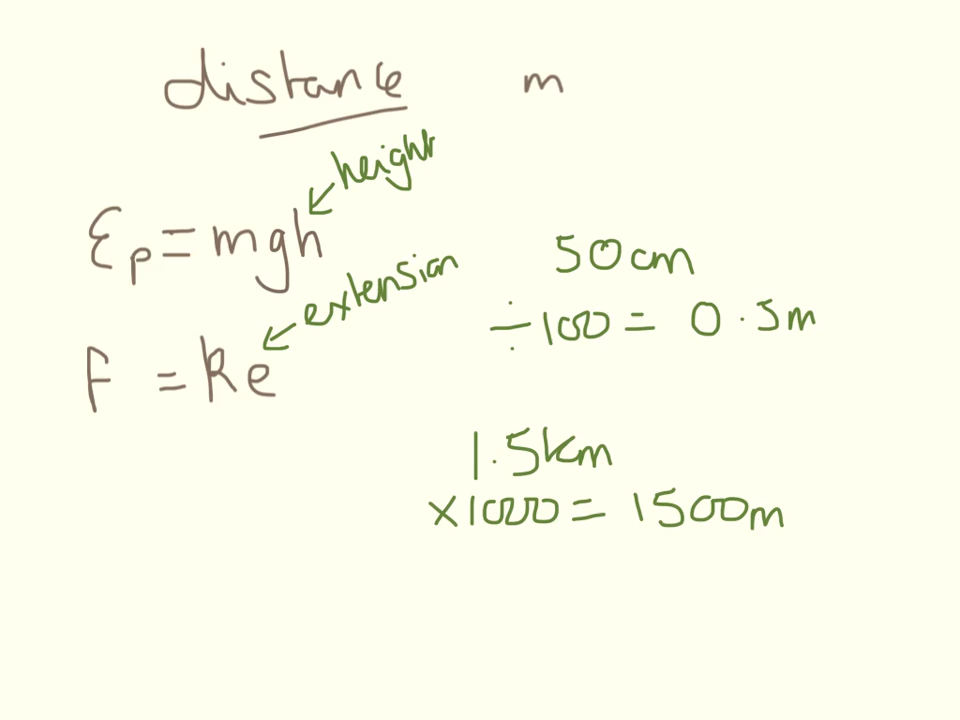 distance m
height
Ep = mgh
extension
F = ke
50cm
÷100 = 0.5m
1.5km
×1000 = 1500m